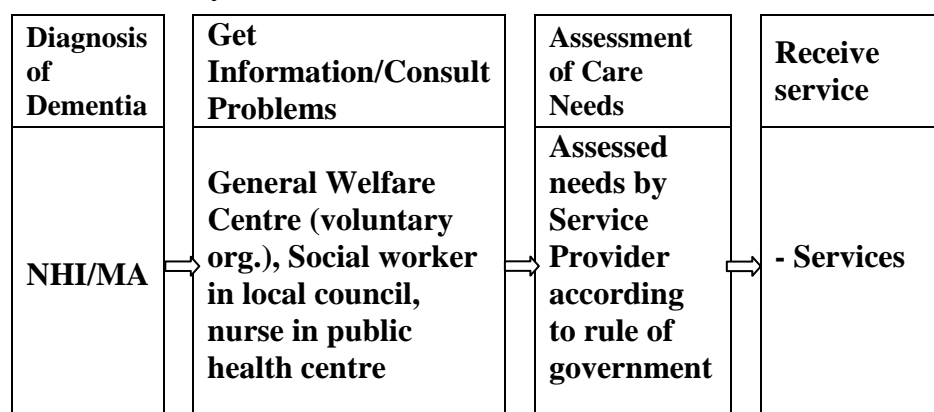 Diagnosis
of
Dementia
Get
Information/Consult
Problems
Assessment
of Care
Needs
Receive
service
NHI/MA
General Welfare
Centre (voluntary
org.), Social worker
in local council,
nurse in public
health centre
Assessed
needs by
Service
Provider
according
to rule of
government
- Services